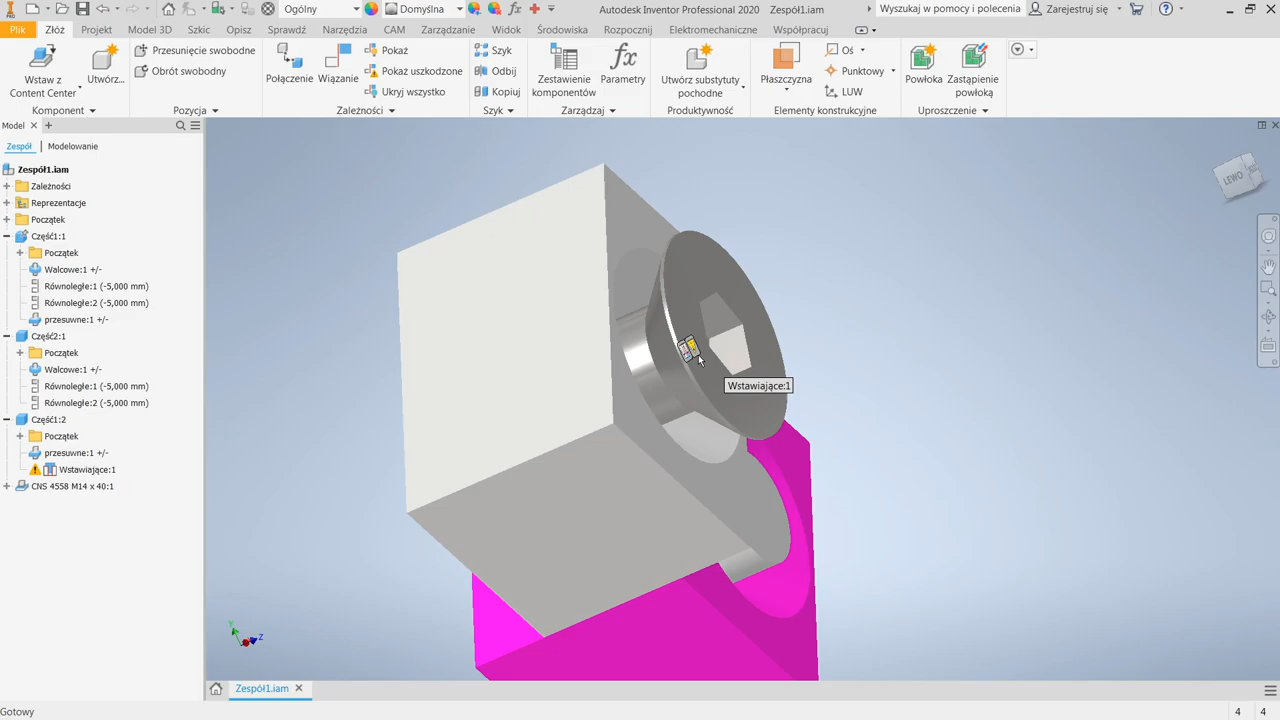 PRO
Ogólny
Domyślna
Autodesk Inventor Professional 2020 Zespół1.iam
Wyszukaj w pomocy i polecenia
Zarejestruj się
Plik Złóż Projekt Model 3D Szkic Opis Sprawdź Narzędzia CAM Zarządzanie Widok Środowiska Rozpocznij Elektromechaniczne Współpracuj
Wstaw z
Content Center
Utwórz...
Komponent
Przesunięcie swobodne
Obrót swobodny
Pozycja
Połączenie
Wiązanie
Pokaż
Pokaż uszkodzone
Ukryj wszystko
Zależności
Szyk
Odbij
Kopiuj
Szyk
Zestawienie
komponentów
Parametry
Zarządzaj
Utwórz substytuty
pochodne
Produktywność
Płaszczyzna
Oś
Punktowy
LUW
Elementy konstrukcyjne
Powłoka
Zastąpienie
powłoką
Uproszczenie
Model
Zespół Modelowanie
Zespół1.iam
Zależności
Reprezentacje
Początek
Część1:1
Początek
Walcowe:1 +/-
Równoległe:1 (-5,000 mm)
Równoległe:2 (-5,000 mm)
przesuwne:1 +/-
Część2:1
Początek
Walcowe:1 +/-
Równoległe:1 (-5,000 mm)
Równoległe:2 (-5,000 mm)
Część1:2
Początek
przesuwne:1 +/-
Wstawiające:1
CNS 4558 M14 x 40:1
LEWO
Wstawiające:1
Y
Z
Zespół1.iam
Gotowy
4 4